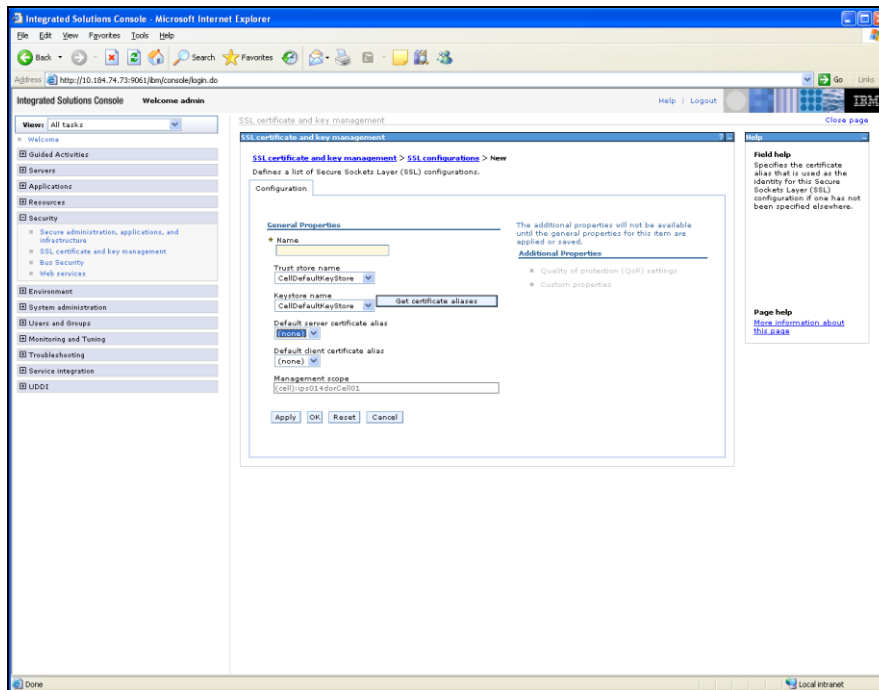 Integrated Solutions Console - Microsoft Internet Explorer
File Edit View Favorites Tools Help
Back Search Favorites
Address http://10.184.74.73:9061/ibm/console/login.do Go Links
Integrated Solutions Console Welcome admin Help | Logout IBM
View: All tasks
SSL certificate and key management Close page
Welcome
Guided Activities
Servers
Applications
Resources
Security
Secure administration, applications, and
infrastructure
SSL certificate and key management
Bus Security
Web services
Environment
System administration
Users and Groups
Monitoring and Tuning
Troubleshooting
Service integration
UDDI
SSL certificate and key management ? -
SSL certificate and key management > SSL configurations > New
Defines a list of Secure Sockets Layer (SSL) configurations.
Configuration
General Properties
* Name
Trust store name
CellDefaultKeyStore
Keystore name
CellDefaultKeyStore Get certificate aliases
Default server certificate alias
(none)
Default client certificate alias
(none)
Management scope
(cell):ips014dorCell01
Apply OK Reset Cancel
The additional properties will not be available
until the general properties for this item are
applied or saved.
Additional Properties
Quality of protection (QoP) settings
Custom properties
Help -
Field help
Specifies the certificate
alias that is used as the
identity for this Secure
Sockets Layer (SSL)
configuration if one has not
been specified elsewhere.
Page help
More information about
this page
Done Local intranet